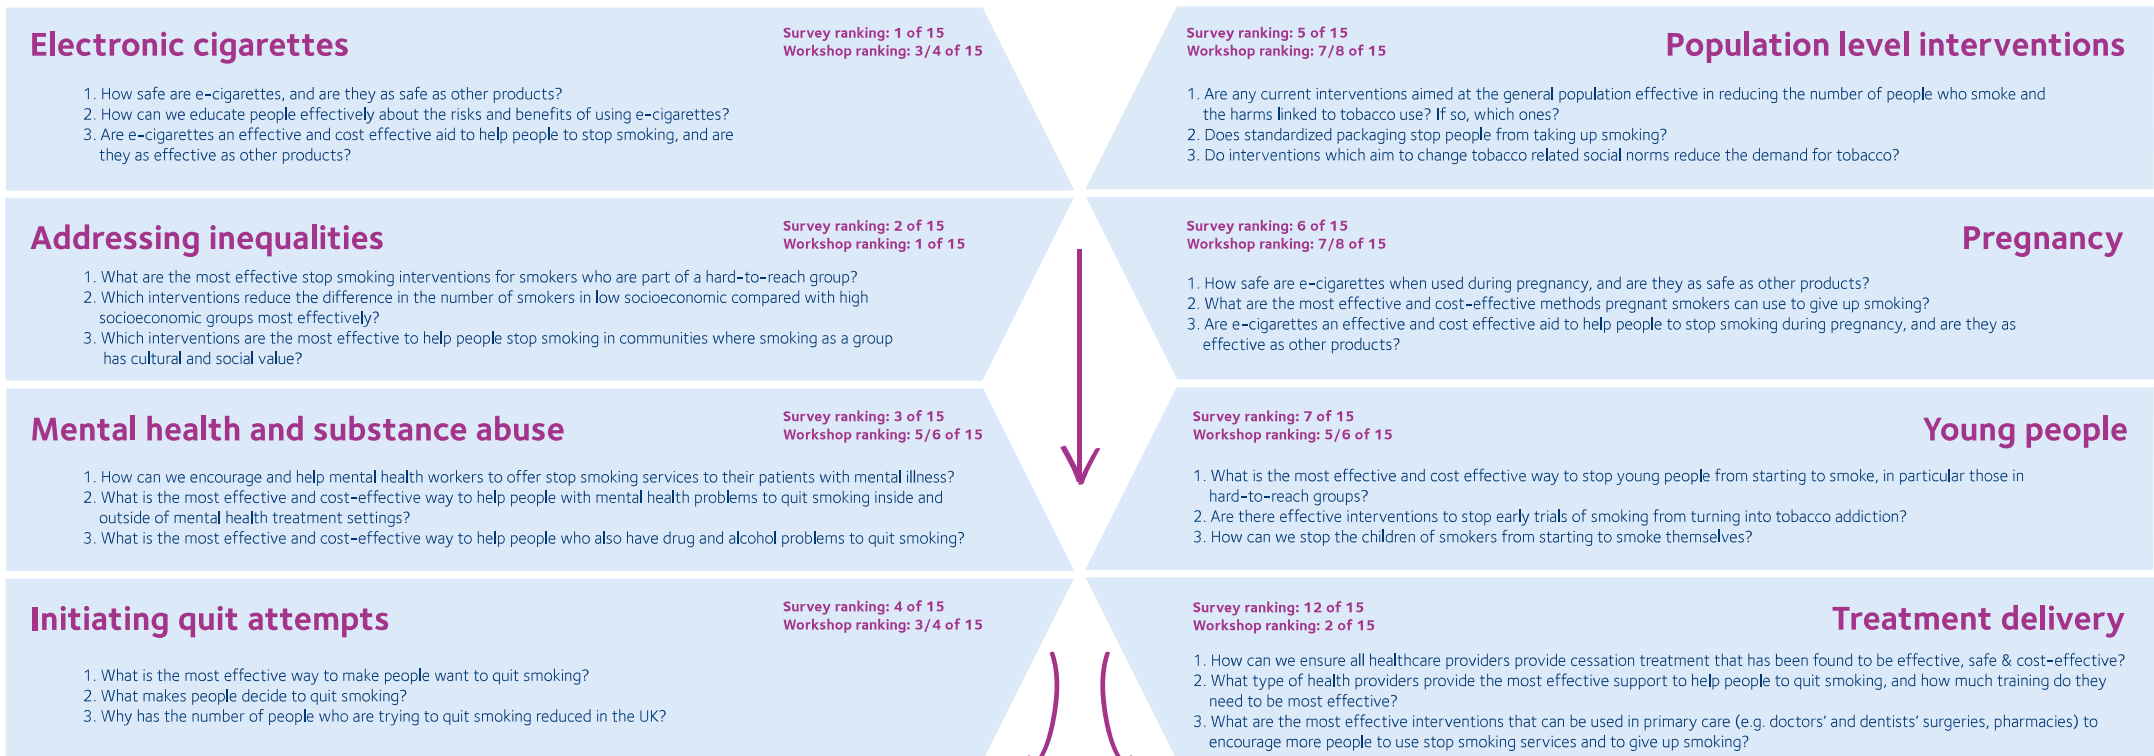 Electronic cigarettes
Survey ranking: 1 of 15
Workshop ranking: 3/4 of 15
1. How safe are e-cigarettes, and are they as safe as other products?
2. How can we educate people effectively about the risks and benefits of using e-cigarettes?
3. Are e-cigarettes an effective and cost effective aid to help people to stop smoking, and are
they as effective as other products?
Addressing inequalities
Survey ranking: 2 of 15
Workshop ranking: 1 of 15
1. What are the most effective stop smoking interventions for smokers who are part of a hard-to-reach group?
2. Which interventions reduce the difference in the number of smokers in low socioeconomic compared with high
socioeconomic groups most effectively?
3. Which interventions are the most effective to help people stop smoking in communities where smoking as a group
has cultural and social value?
Mental health and substance abuse
Survey ranking: 3 of 15
Workshop ranking: 5/6 of 15
1. How can we encourage and help mental health workers to offer stop smoking services to their patients with mental illness?
2. What is the most effective and cost-effective way to help people with mental health problems to quit smoking inside and
outside of mental health treatment settings?
3. What is the most effective and cost-effective way to help people who also have drug and alcohol problems to quit smoking?
Initiating quit attempts
Survey ranking: 4 of 15
Workshop ranking: 3/4 of 15
1. What is the most effective way to make people want to quit smoking?
2. What makes people decide to quit smoking?
3. Why has the number of people who are trying to quit smoking reduced in the UK?
Survey ranking: 5 of 15
Workshop ranking: 7/8 of 15
Population level interventions
1. Are any current interventions aimed at the general population effective in reducing the number of people who smoke and
the harms linked to tobacco use? If so, which ones?
2. Does standardized packaging stop people from taking up smoking?
3. Do interventions which aim to change tobacco related social norms reduce the demand for tobacco?
Survey ranking: 6 of 15
Workshop ranking: 7/8 of 15
Pregnancy
1. How safe are e-cigarettes when used during pregnancy, and are they as safe as other products?
2. What are the most effective and cost-effective methods pregnant smokers can use to give up smoking?
3. Are e-cigarettes an effective and cost effective aid to help people to stop smoking during pregnancy, and are they as
effective as other products?
Survey ranking: 7 of 15
Workshop ranking: 5/6 of 15
Young people
1. What is the most effective and cost effective way to stop young people from starting to smoke, in particular those in
hard-to-reach groups?
2. Are there effective interventions to stop early trials of smoking from turning into tobacco addiction?
3. How can we stop the children of smokers from starting to smoke themselves?
Survey ranking: 12 of 15
Workshop ranking: 2 of 15
Treatment delivery
1. How can we ensure all healthcare providers provide cessation treatment that has been found to be effective, safe & cost-effective?
2. What type of health providers provide the most effective support to help people to quit smoking, and how much training do they
need to be most effective?
3. What are the most effective interventions that can be used in primary care (e.g. doctors' and dentists' surgeries, pharmacies) to
encourage more people to use stop smoking services and to give up smoking?